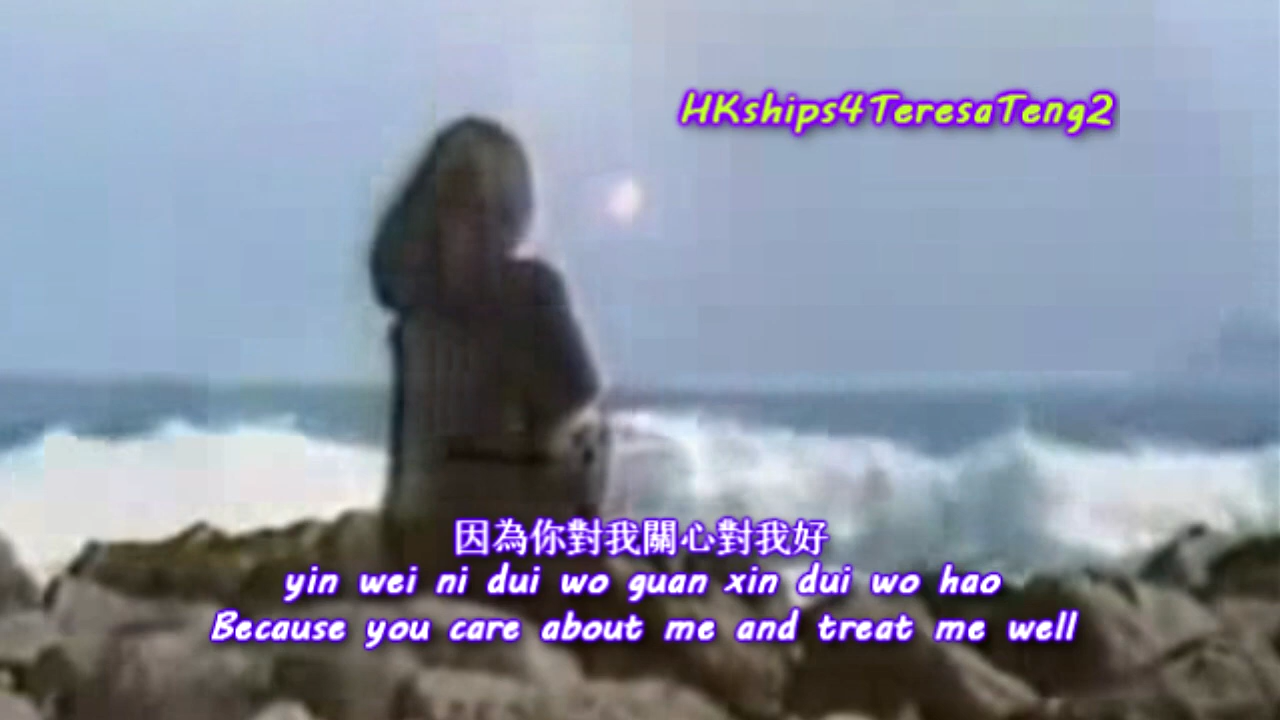 HKships4TeresaTeng2
因為你對我關心對我好
yin wei ni dui wo guan xin dui wo hao
Because you care about me and treat me well